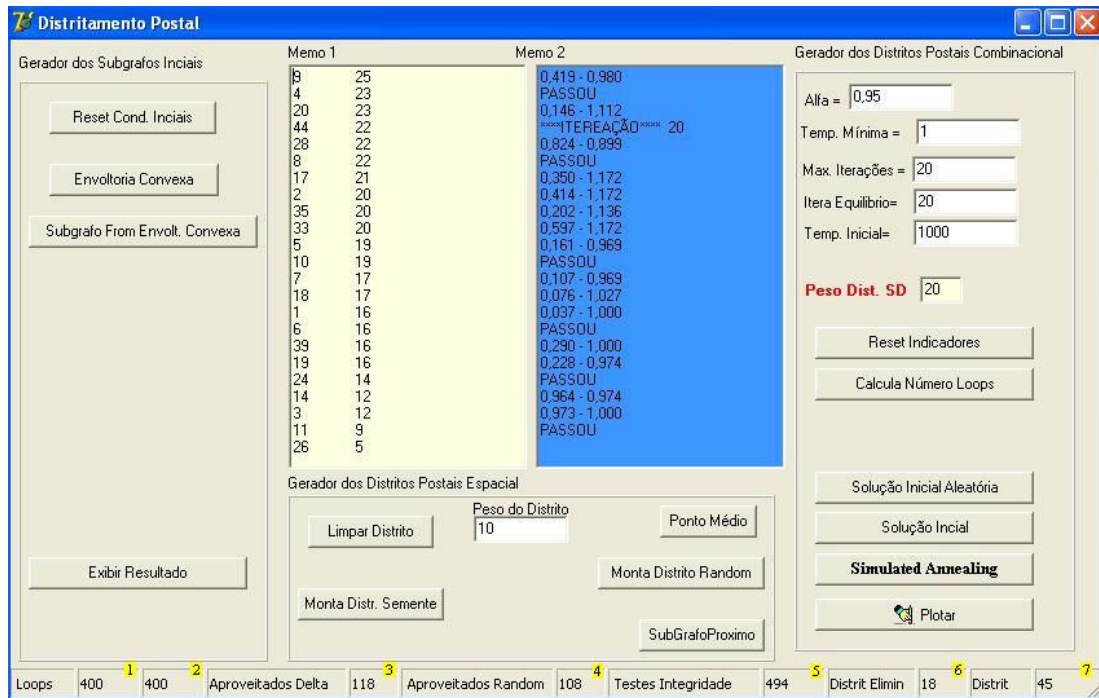 Distritamento Postal
Gerador dos Subgrafos Inciais
Reset Cond. Inciais
Envoltoria Convexa
Subgrafo From Envolt. Convexa
Exibir Resultado
Memo 1
9 25
4 23
20 23
44 22
28 22
8 22
17 21
2 20
35 20
33 20
5 19
10 19
7 17
18 17
1 16
6 16
39 16
19 16
24 14
14 12
3 12
11 9
26 5
Memo 2
0,419 - 0,980
PASSOU
0,146 - 1,112
****ITEREAÇÃO**** 20
0,824 - 0,899
PASSOU
0,350 - 1,172
0,414 - 1,172
0,202 - 1,136
0,597 - 1,172
0,161 - 0,969
PASSOU
0,107 - 0,969
0,076 - 1,027
0,037 - 1,000
PASSOU
0,290 - 1,000
0,228 - 0,974
PASSOU
0,964 - 0,974
0,973 - 1,000
PASSOU
Gerador dos Distritos Postais Espacial
Limpar Distrito
Peso do Distrito
10
Ponto Médio
Monta Distrito Random
Monta Distr. Semente
SubGrafoProximo
Gerador dos Distritos Postais Combinacional
Alfa = 0,95
Temp. Mínima = 1
Max. Iterações = 20
Itera Equilibrio= 20
Temp. Inicial= 1000
Peso Dist. SD 20
Reset Indicadores
Calcula Número Loops
Solução Inicial Aleatória
Solução Incial
Simulated Annealing
Plotar
Loops 400 1 400 2 Aproveitados Delta 118 3 Aproveitados Random 108 4 Testes Integridade 494 5 Distrit Elimin 18 6 Distrit 45 7